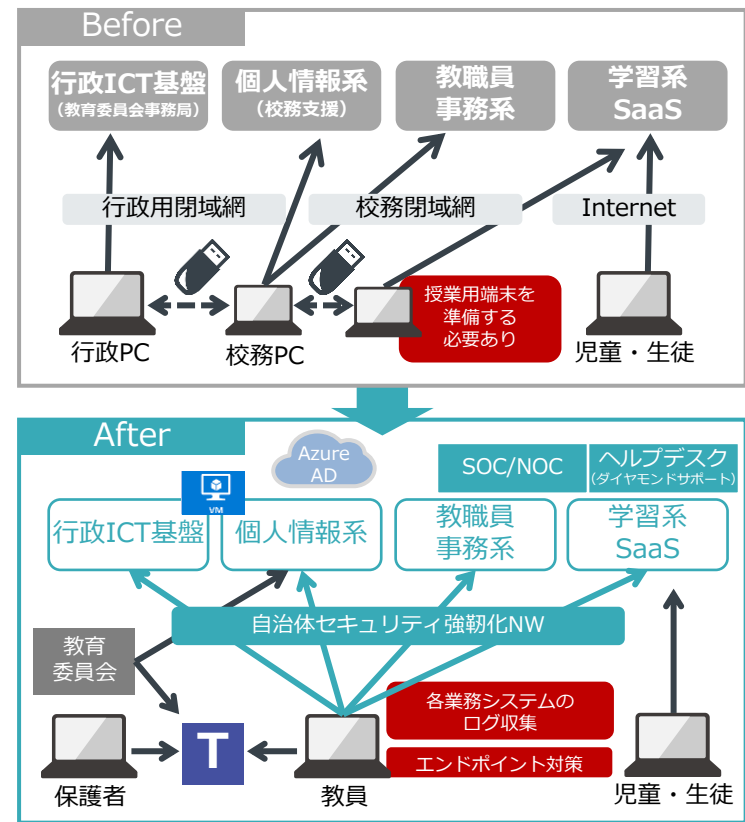 Before
行政ICT基盤
（教育委員会事務局）
個人情報系
（校務支援）
教職員
事務系
学習系
SaaS
行政用閉域網
校務閉域網
Internet
行政PC
校務PC
授業用端末を
準備する
必要あり
児童・生徒
After
Azure
AD
SOC/NOC
ヘルプデスク
（ダイヤモンドサポート）
VM
行政ICT基盤
個人情報系
教職員
事務系
学習系
SaaS
自治体セキュリティ強靭化NW
教育
委員会
各業務システムの
ログ収集
エンドポイント対策
T
保護者
教員
児童・生徒